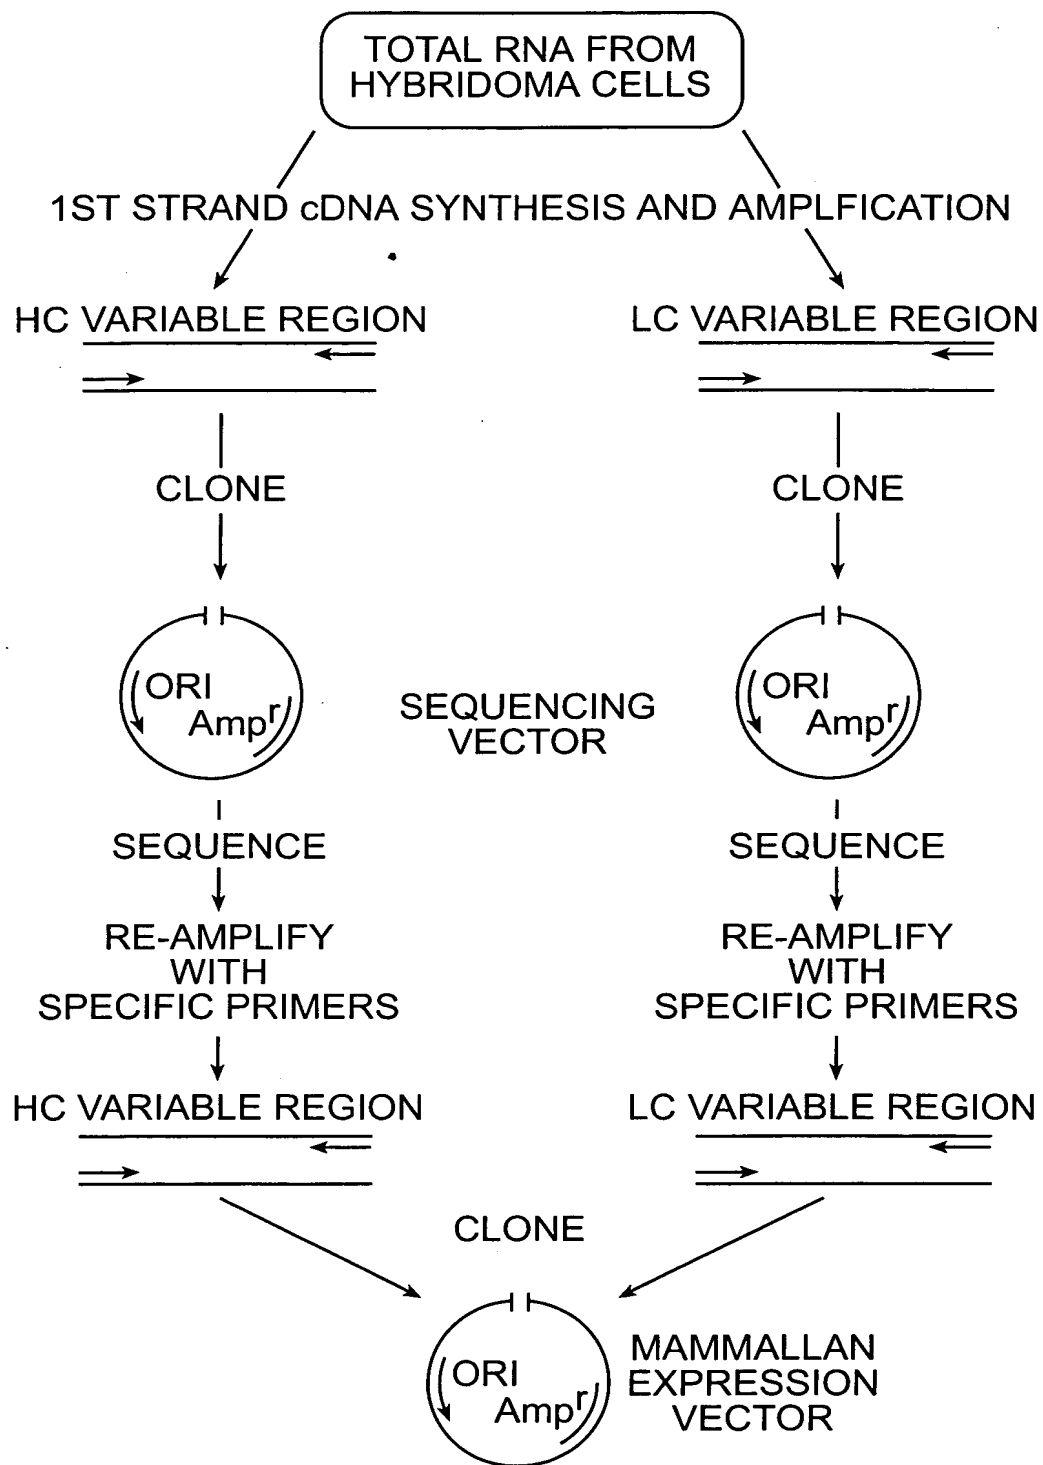 TOTAL RNA FROM
HYBRIDOMA CELLS
1ST STRAND cDNA SYNTHESIS AND AMPLFICATION
HC VARIABLE REGION
LC VARIABLE REGION
CLONE
CLONE
ORI
Ampr
SEQUENCING
VECTOR
ORI
Ampr
SEQUENCE
SEQUENCE
RE-AMPLIFY
WITH
SPECIFIC PRIMERS
RE-AMPLIFY
WITH
SPECIFIC PRIMERS
HC VARIABLE REGION
LC VARIABLE REGION
CLONE
ORI
Ampr
MAMMALLAN
EXPRESSION
VECTOR